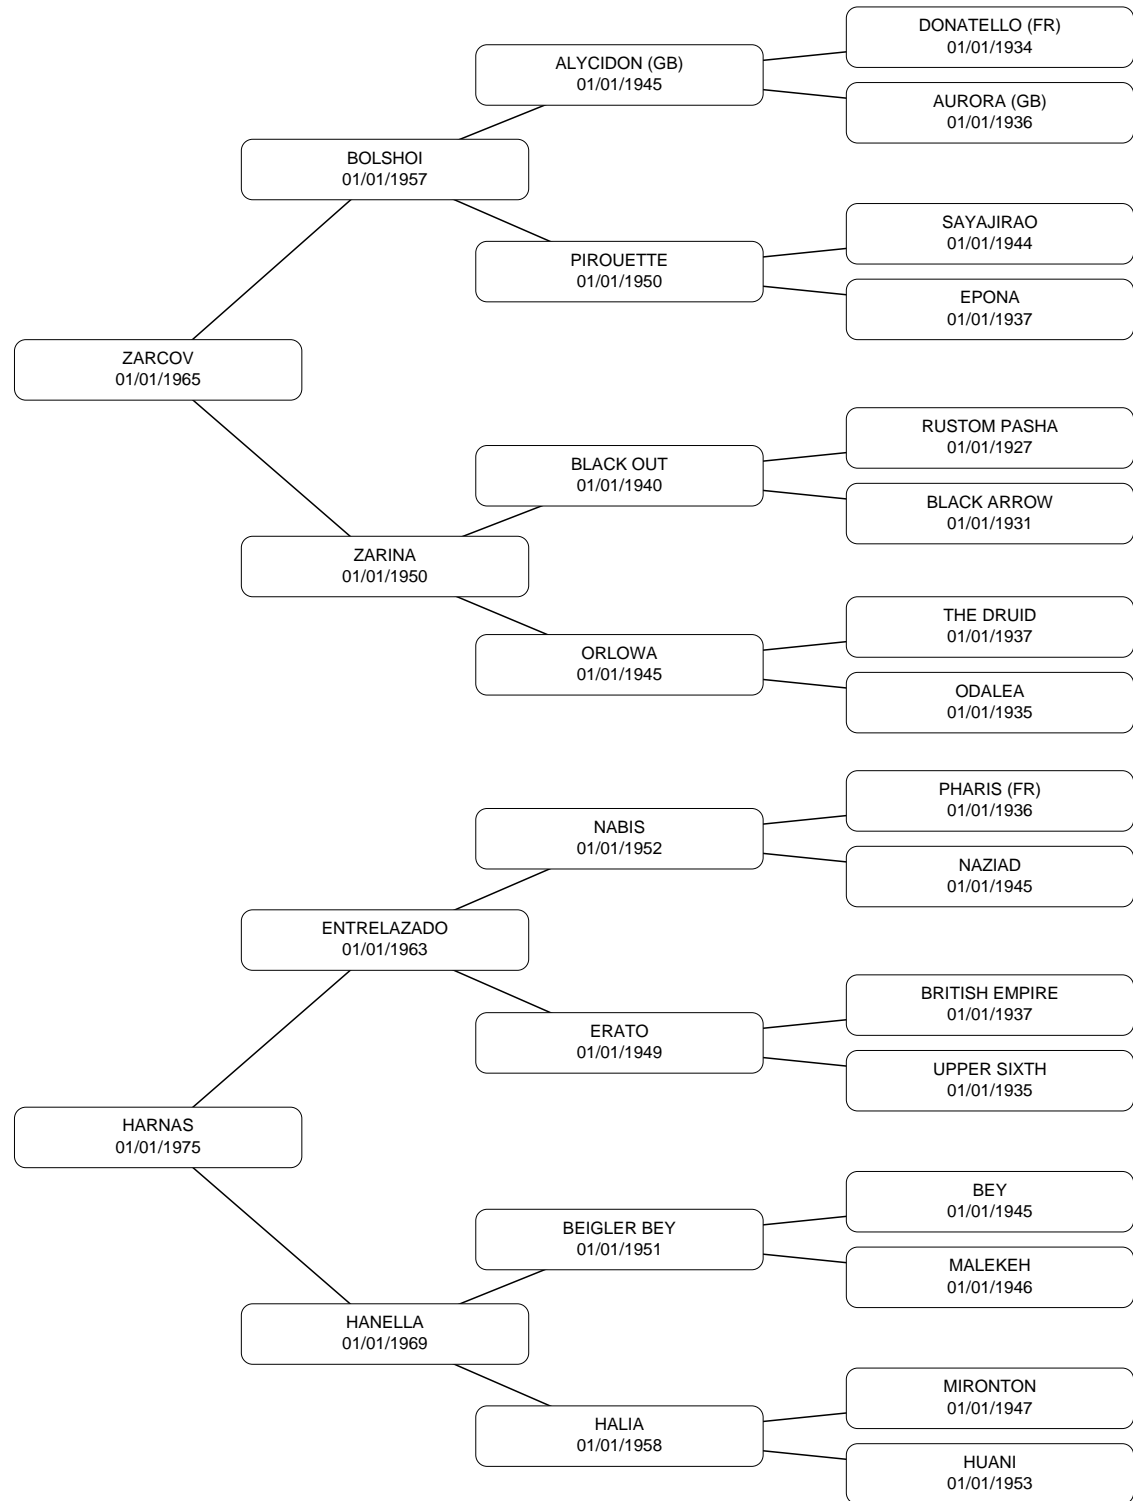 DONATELLO (FR)
01/01/1934
ALYCIDON (GB)
01/01/1945
AURORA (GB)
01/01/1936
BOLSHOI
01/01/1957
SAYAJIRAO
01/01/1944
PIROUETTE
01/01/1950
EPONA
01/01/1937
ZARCOV
01/01/1965
RUSTOM PASHA
01/01/1927
BLACK OUT
01/01/1940
BLACK ARROW
01/01/1931
ZARINA
01/01/1950
THE DRUID
01/01/1937
ORLOWA
01/01/1945
ODALEA
01/01/1935
PHARIS (FR)
01/01/1936
NABIS
01/01/1952
NAZIAD
01/01/1945
ENTRELAZADO
01/01/1963
BRITISH EMPIRE
01/01/1937
ERATO
01/01/1949
UPPER SIXTH
01/01/1935
HARNAS
01/01/1975
BEY
01/01/1945
BEIGLER BEY
01/01/1951
MALEKEH
01/01/1946
HANELLA
01/01/1969
MIRONTON
01/01/1947
HALIA
01/01/1958
HUANI
01/01/1953